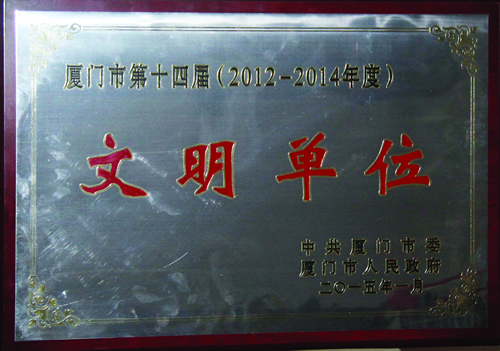 厦门市第十四届(2012-2014年度)
文明单位
中共厦门市委
厦门市人民政府
二〇一五年一月